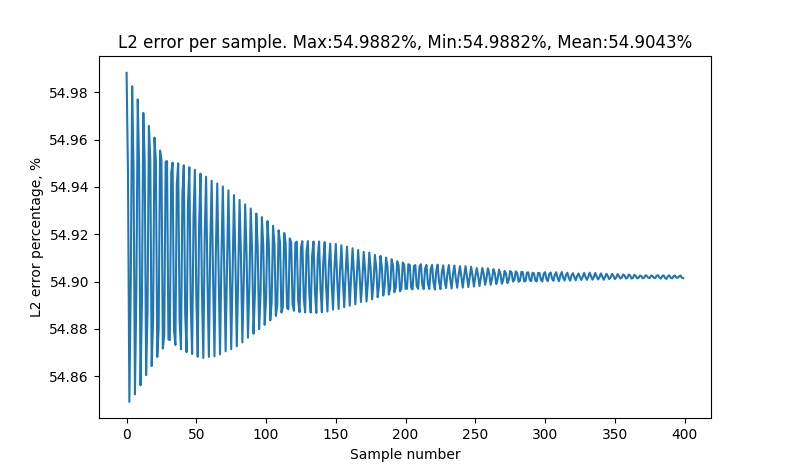 L2 error per sample. Max:54.9882%, Min:54.9882%, Mean:54.9043%
54.98
54.96
54.94
54.92
54.90
54.88
54.86
L2 error percentage, %
0 50 100 150 200 250 300 350 400
Sample number